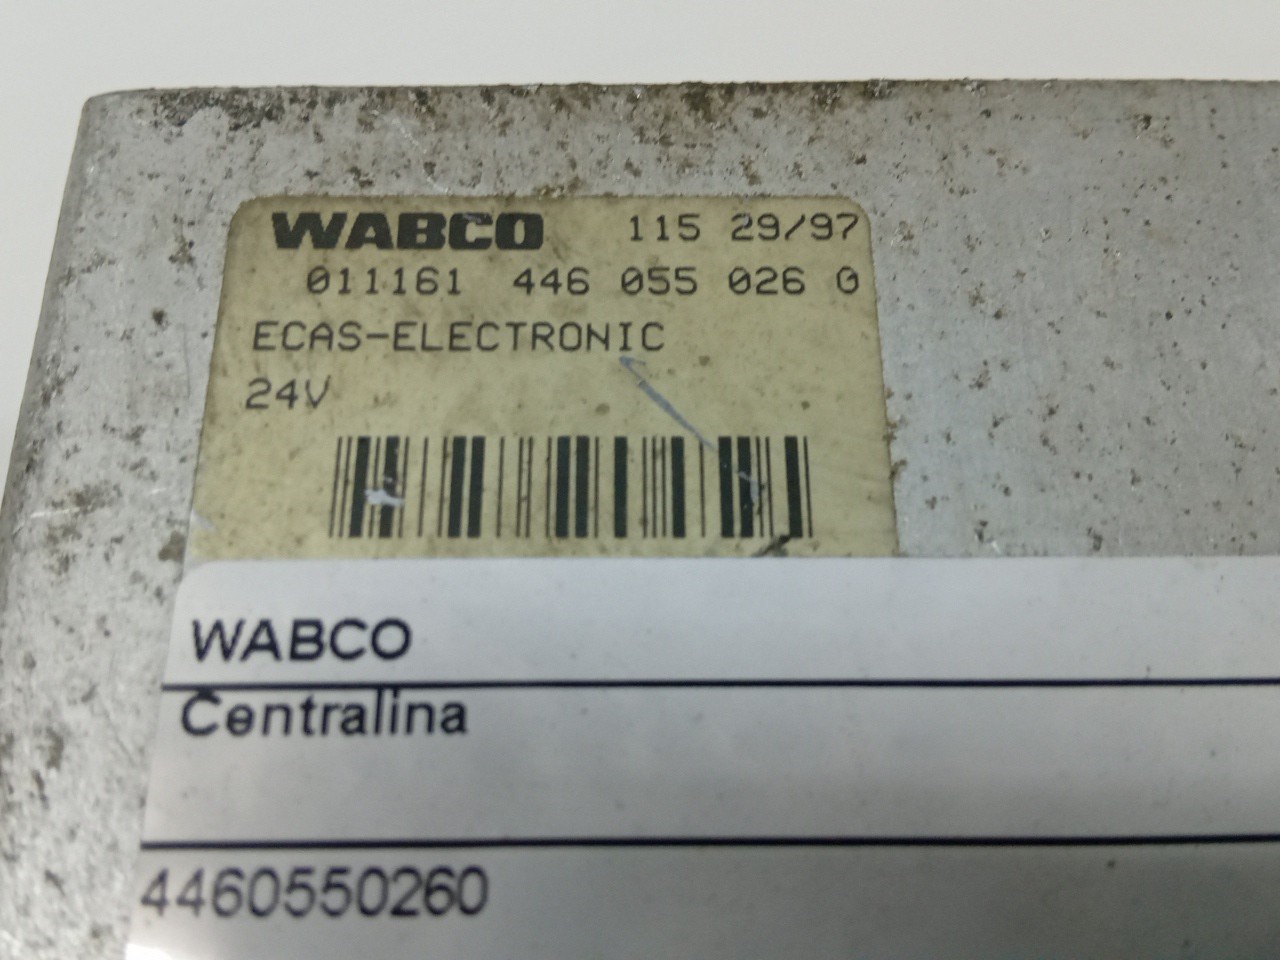 WABCO 115 29/97
011161 446 055 026 0
ECAS-ELECTRONIC
24V
WABCO
Centralina
4460550260